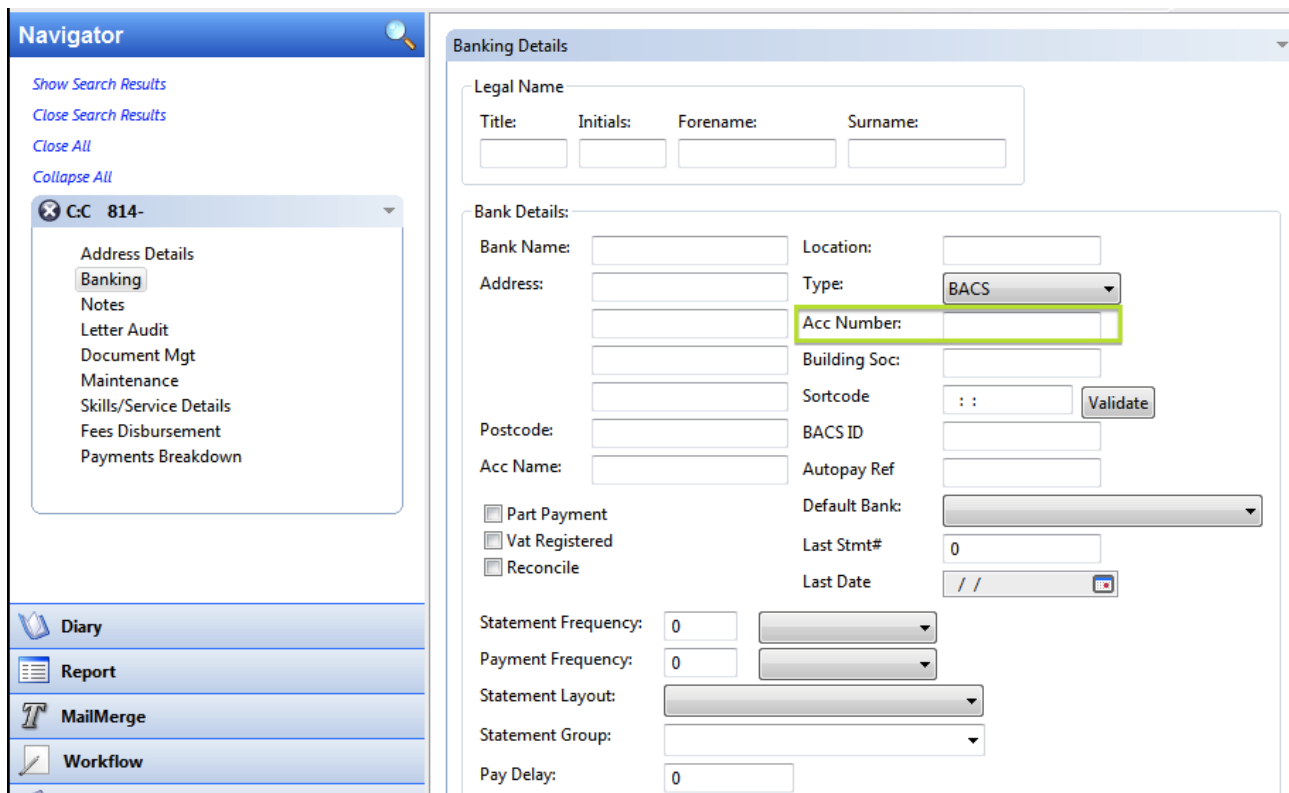 Navigator
Show Search Results
Close Search Results
Close All
Collapse All
C:C 814-
Address Details
Banking
Notes
Letter Audit
Document Mgt
Maintenance
Skills/Service Details
Fees Disbursement
Payments Breakdown
Diary
Report
MailMerge
Workflow
Banking Details
Legal Name
Title: Initials: Forename: Surname:
Bank Details:
Bank Name: Location:
Address: Type: BACS
Acc Number:
Building Soc:
Sortcode : : Validate
Postcode: BACS ID
Acc Name: Autopay Ref
Part Payment Default Bank:
Vat Registered Last Stmt# 0
Reconcile Last Date / /
Statement Frequency: 0
Payment Frequency: 0
Statement Layout:
Statement Group:
Pay Delay: 0